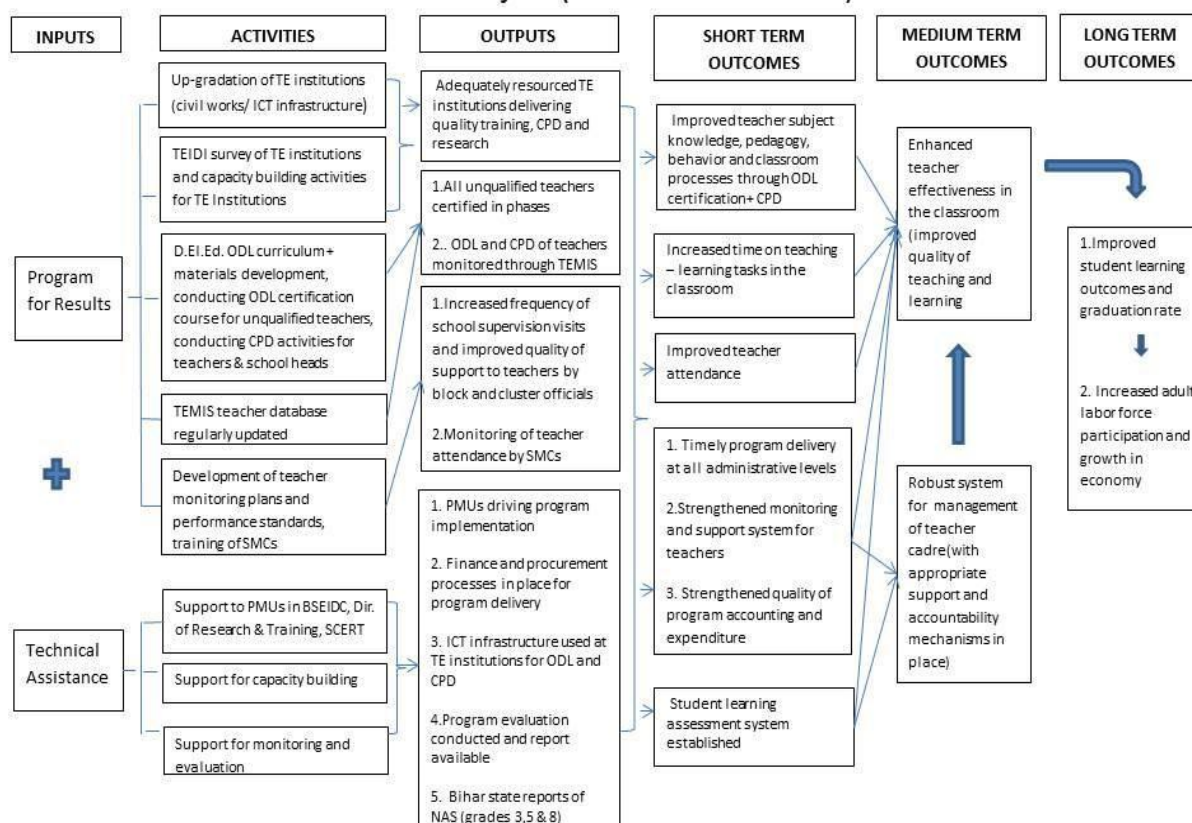 INPUTS
ACTIVITIES
OUTPUTS
SHORT TERM
OUTCOMES
MEDIUM TERM
OUTCOMES
LONG TERM
OUTCOMES
Program
for Results
Technical
Assistance
Up-gradation of TE institutions
(civil works/ ICT infrastructure)
TEIDI survey of TE institutions
and capacity building activities
for TE Institutions
D.El.Ed. ODL curriculum +
materials development,
conducting ODL certification
course for unqualified teachers,
conducting CPD activities for
teachers & school heads
TEMIS teacher database
regularly updated
Development of teacher
monitoring plans and
performance standards,
training of SMCs
Support to PMUs in BSEIDC, Dir.
of Research & Training, SCERT
Support for capacity building
Support for monitoring and
evaluation
Adequately resourced TE
institutions delivering
quality training, CPD and
research
1.All unqualified teachers
certified in phases
2.. ODL and CPD of teachers
monitored through TEMIS
1.Increased frequency of
school supervision visits
and improved quality of
support to teachers by
block and cluster officials
2.Monitoring of teacher
attendance by SMCs
1. PMUs driving program
implementation
2. Finance and procurement
processes in place for
program delivery
3. ICT infrastructure used at
TE institutions for ODL and
CPD
4.Program evaluation
conducted and report
available
5. Bihar state reports of
NAS (grades 3,5 & 8)
Improved teacher subject
knowledge, pedagogy,
behavior and classroom
processes through ODL
certification+ CPD
Increased time on teaching
– learning tasks in the
classroom
Improved teacher
attendance
1. Timely program delivery
at all administrative levels
2.Strengthened monitoring
and support system for
teachers
3. Strengthened quality of
program accounting and
expenditure
Student learning
assessment system
established
Enhanced
teacher
effectiveness in
the classroom
(improved
quality of
teaching and
learning
Robust system
for management
of teacher
cadre(with
appropriate
support and
accountability
mechanisms in
place)
1.Improved
student learning
outcomes and
graduation rate
2. Increased adult
labor force
participation and
growth in
economy